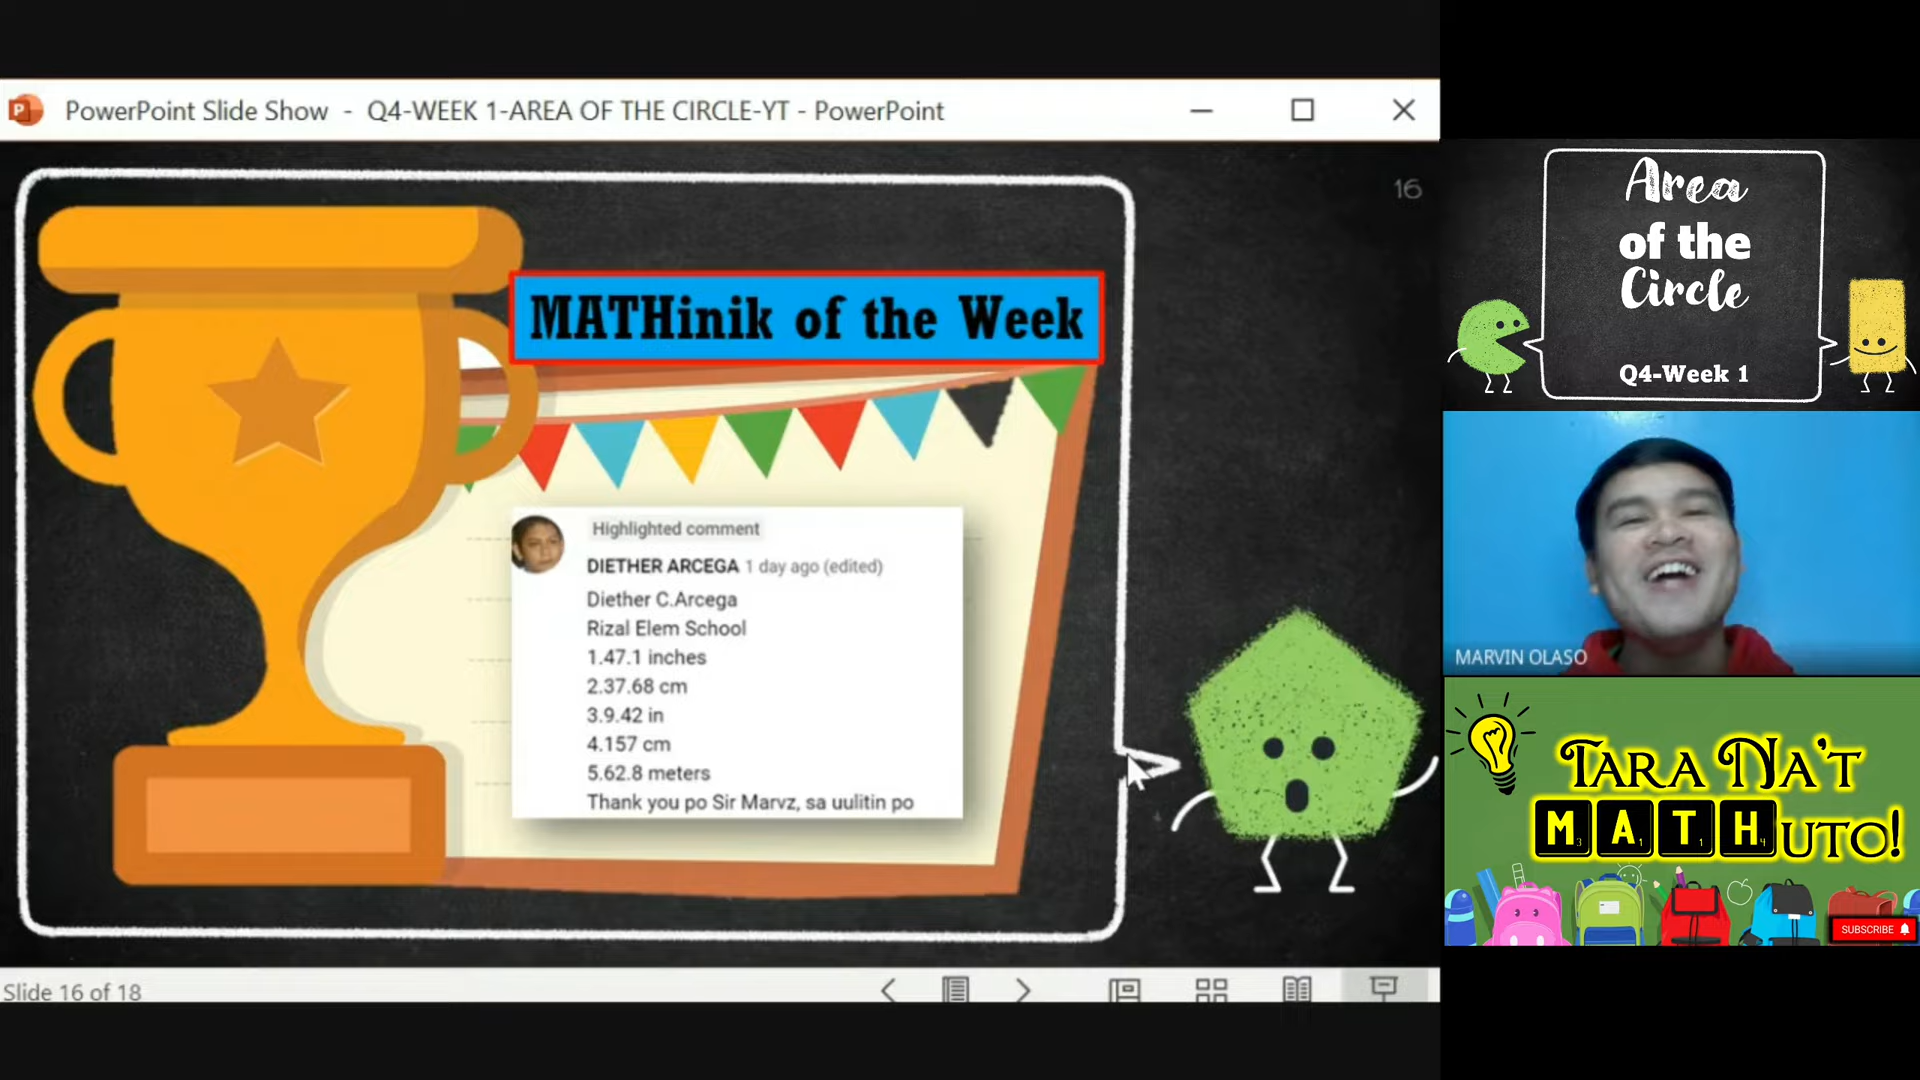 PowerPoint Slide Show - Q4-WEEK 1-AREA OF THE CIRCLE-YT - PowerPoint
16
MATHinik of the Week
Highlighted comment
DIETHER ARCEGA 1 day ago (edited)
Diether C.Arcega
Rizal Elem School
1.47.1 inches
2.37.68 cm
3.9.42 in
4.157 cm
5.62.8 meters
Thank you po Sir Marvz, sa uulitin po
Slide 16 of 18
Area
of the
Circle
Q4-Week 1
MARVIN OLASO
TARA NA'T
MATHUTO!
SUBSCRIBE